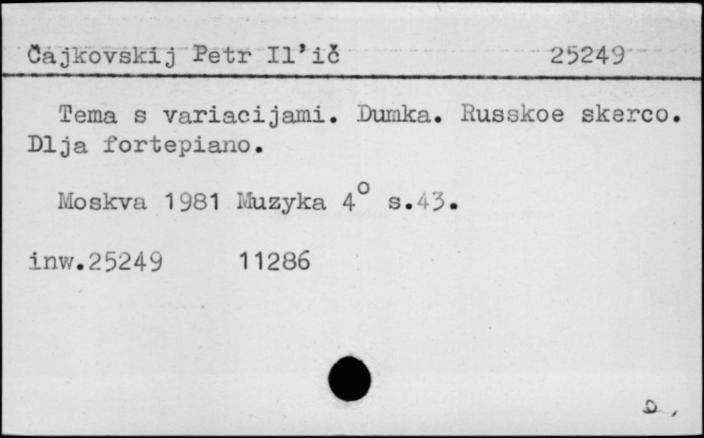 Čajkovskij Petr Il’ič 25249
Tema s variacijami. Dumka. Russkoe skerco.
Dlja fortepiano.
Moskva 1981 Muzyka 4° s.43.
inw.25249 11286